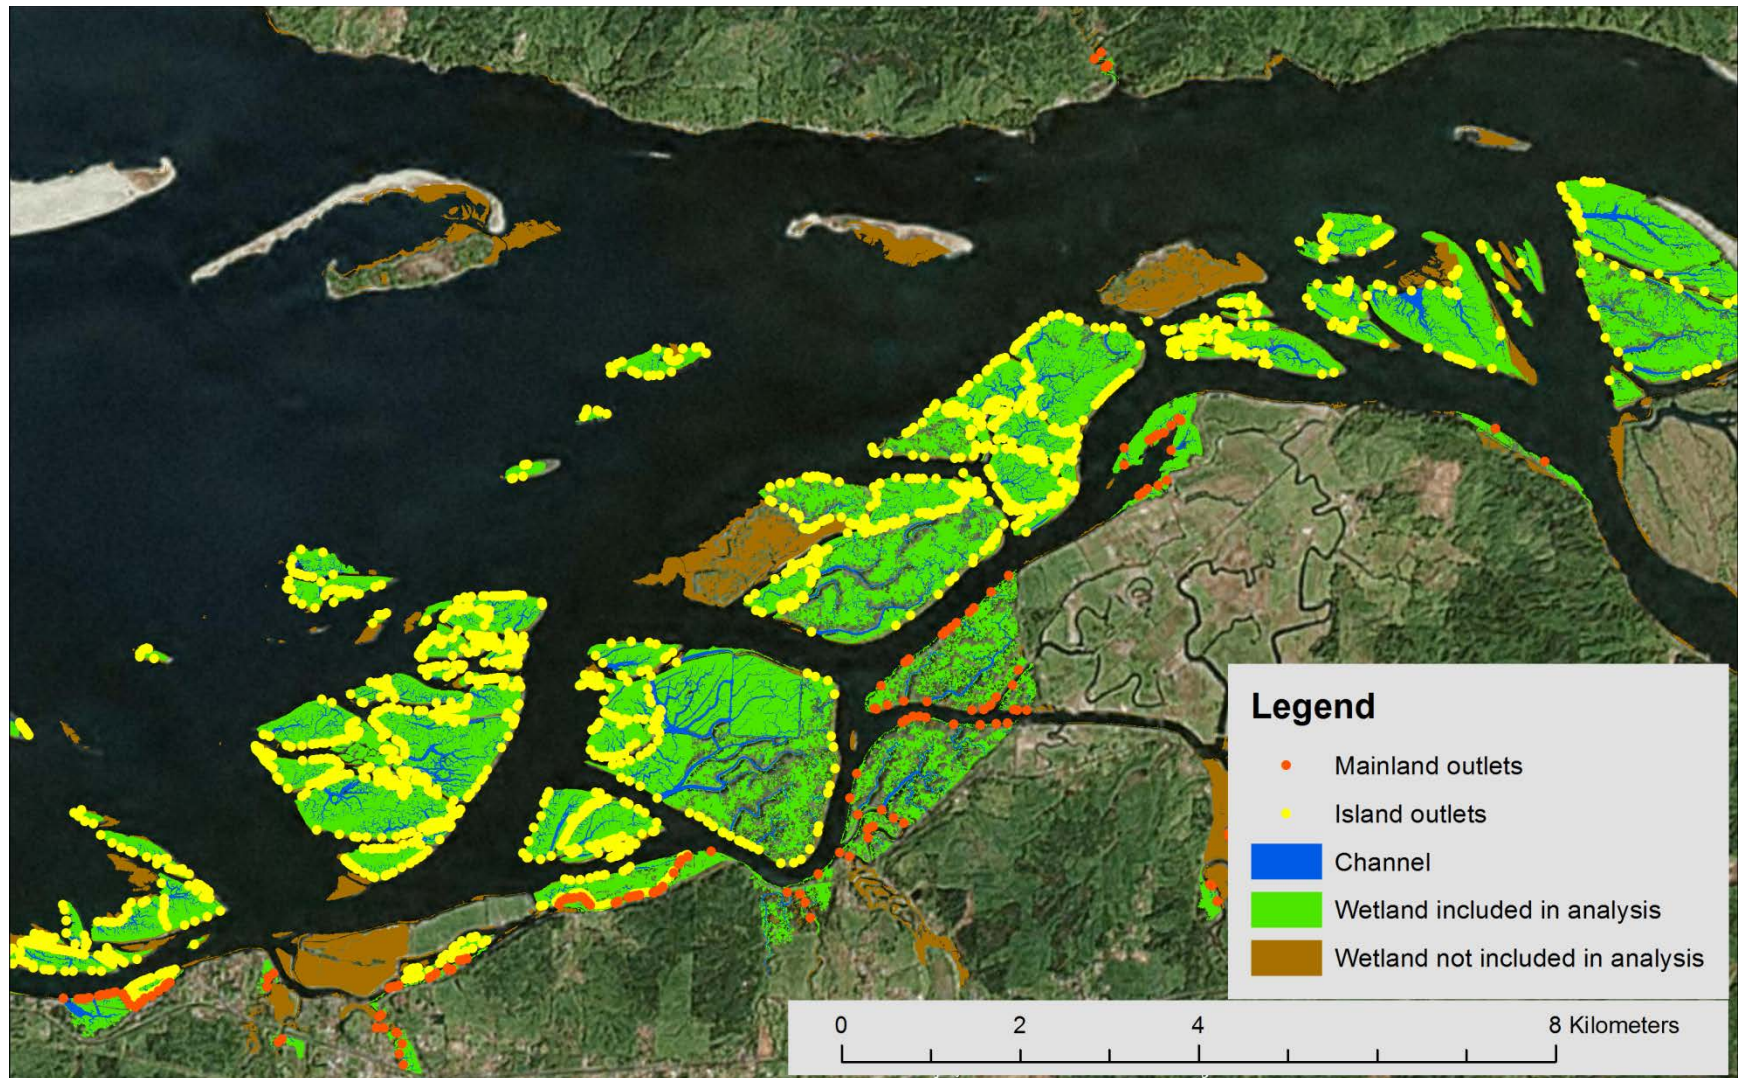 Legend
Mainland outlets
Island outlets
Channel
Wetland included in analysis
Wetland not included in analysis
0 2 4 8 Kilometers